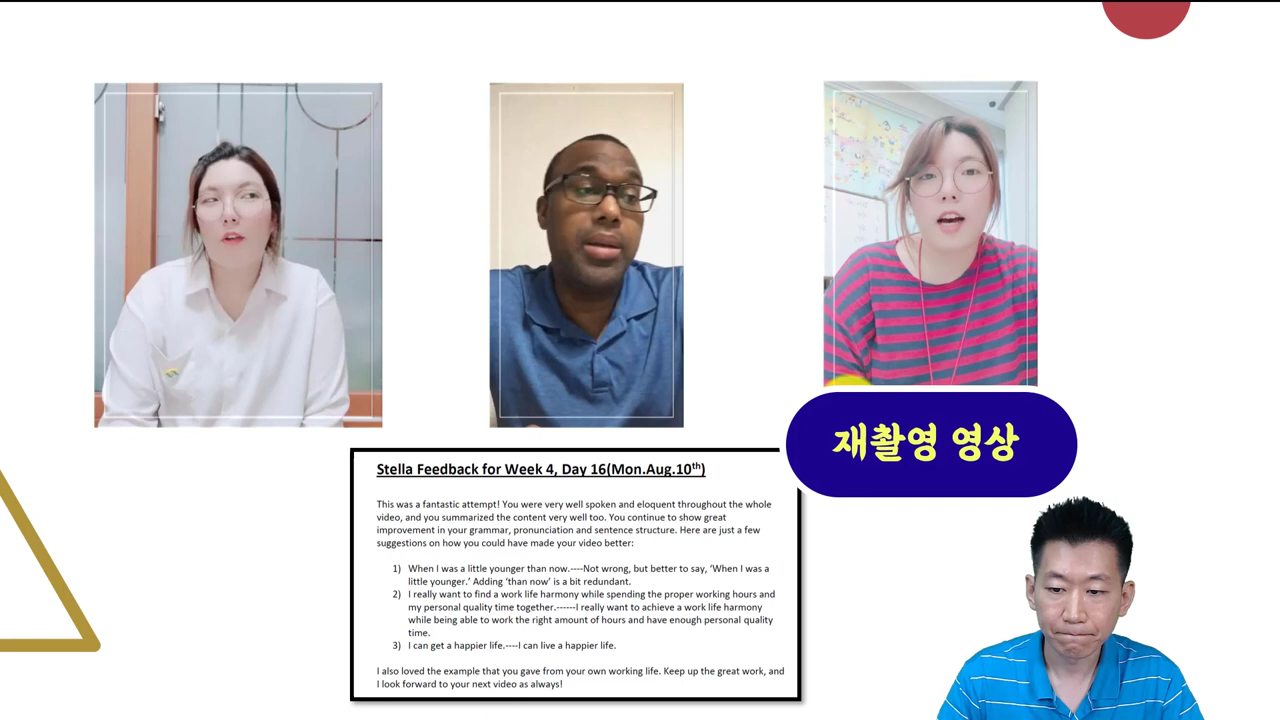 재촬영 영상
Stella Feedback for Week 4, Day 16(Mon.Aug.10th)
This was a fantastic attempt! You were very well spoken and eloquent throughout the whole
video, and you summarized the content very well too. You continue to show great
improvement in your grammar, pronunciation and sentence structure. Here are just a few
suggestions on how you could have made your video better:
1) When I was a little younger than now.----Not wrong, but better to say, ‘When I was a
little younger.’ Adding ‘than now’ is a bit redundant.
2) I really want to find a work life harmony while spending the proper working hours and
my personal quality time together.------I really want to achieve a work life harmony
while being able to work the right amount of hours and have enough personal quality
time.
3) I can get a happier life.----I can live a happier life.
I also loved the example that you gave from your own working life. Keep up the great work, and
I look forward to your next video as always!